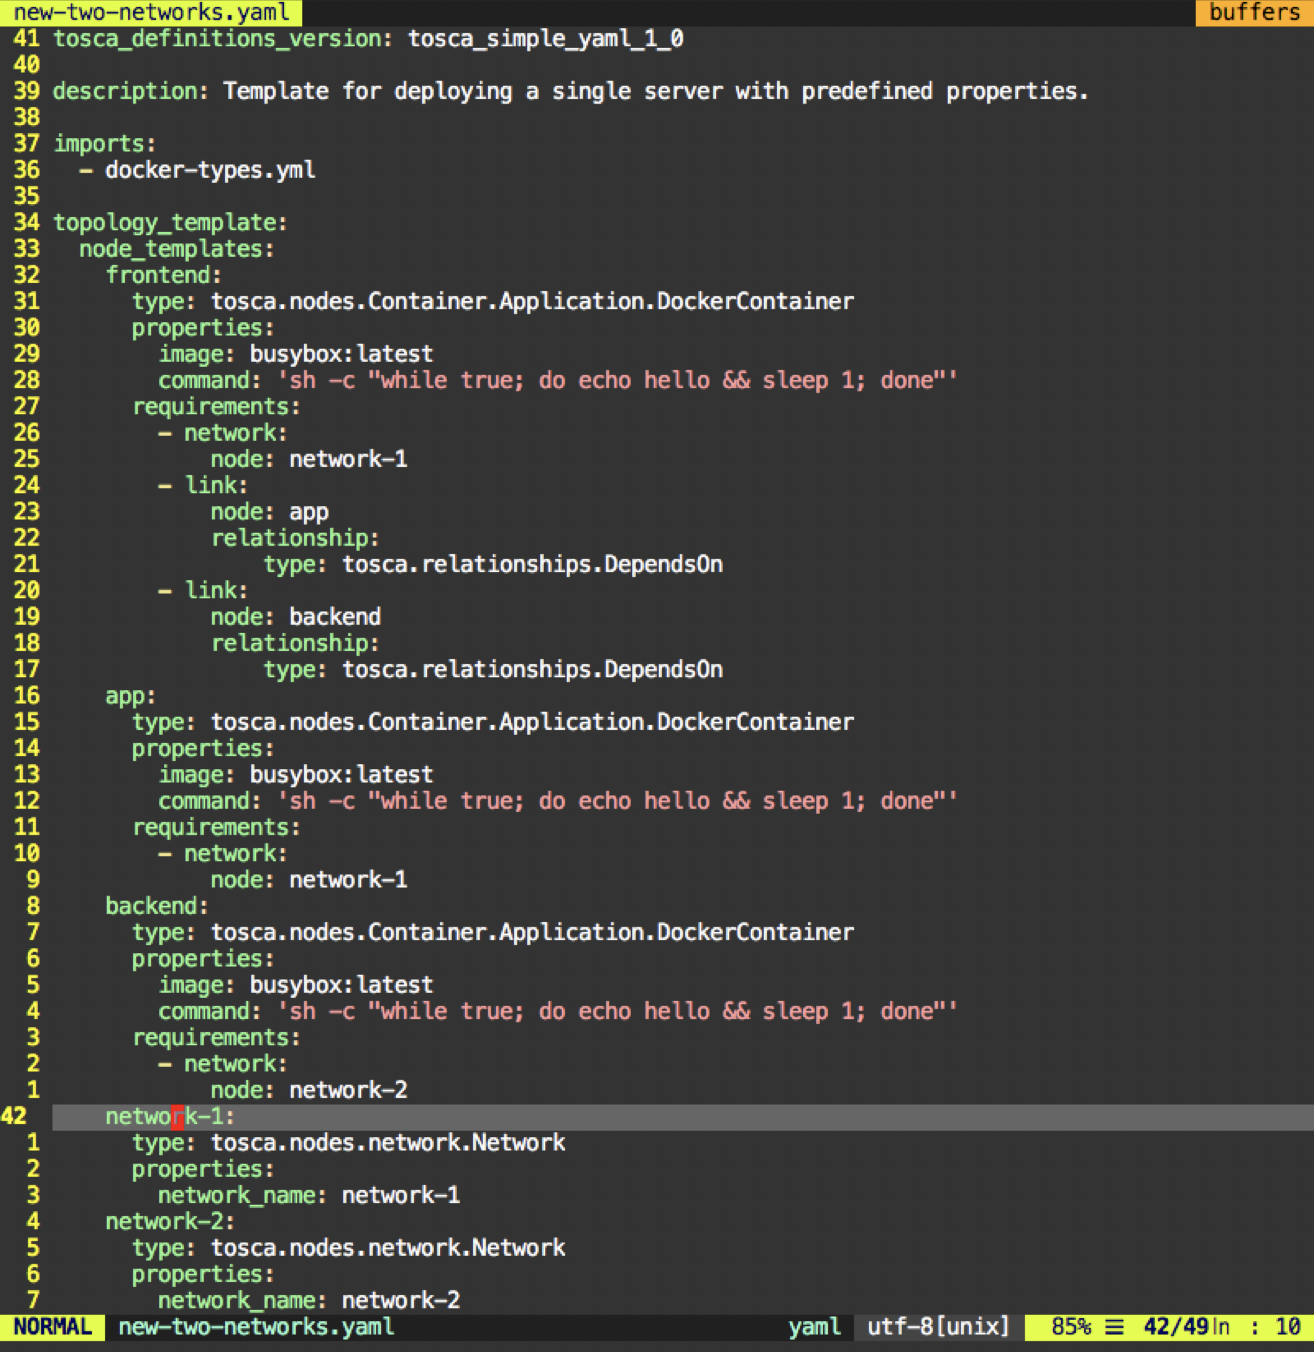 new-two-networks.yaml buffers
41 tosca_definitions_version: tosca_simple_yaml_1_0
40
39 description: Template for deploying a single server with predefined properties.
38
37 imports:
36   - docker-types.yml
35
34 topology_template:
33   node_templates:
32     frontend:
31       type: tosca.nodes.Container.Application.DockerContainer
30       properties:
29         image: busybox:latest
28         command: 'sh -c "while true; do echo hello && sleep 1; done"'
27       requirements:
26         - network:
25             node: network-1
24         - link:
23             node: app
22             relationship:
21                 type: tosca.relationships.DependsOn
20         - link:
19             node: backend
18             relationship:
17                 type: tosca.relationships.DependsOn
16     app:
15       type: tosca.nodes.Container.Application.DockerContainer
14       properties:
13         image: busybox:latest
12         command: 'sh -c "while true; do echo hello && sleep 1; done"'
11       requirements:
10         - network:
9             node: network-1
8     backend:
7       type: tosca.nodes.Container.Application.DockerContainer
6       properties:
5         image: busybox:latest
4         command: 'sh -c "while true; do echo hello && sleep 1; done"'
3       requirements:
2         - network:
1             node: network-2
42     network-1:
1       type: tosca.nodes.network.Network
2       properties:
3         network_name: network-1
4     network-2:
5       type: tosca.nodes.network.Network
6       properties:
7         network_name: network-2
NORMAL new-two-networks.yaml yaml utf-8[unix] 85% ☰ 42/49㏑ : 10